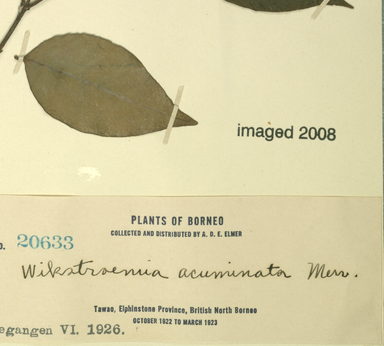 imaged 2008
PLANTS OF BORNEO
COLLECTED AND DISTRIBUTED BY A. D. E. ELMER
o. 20633
Wikstroemia acuminata Merr.
Tawao, Elphinstone Province, British North Borneo
OCTOBER 1922 TO MARCH 1923
egangen VI. 1926.